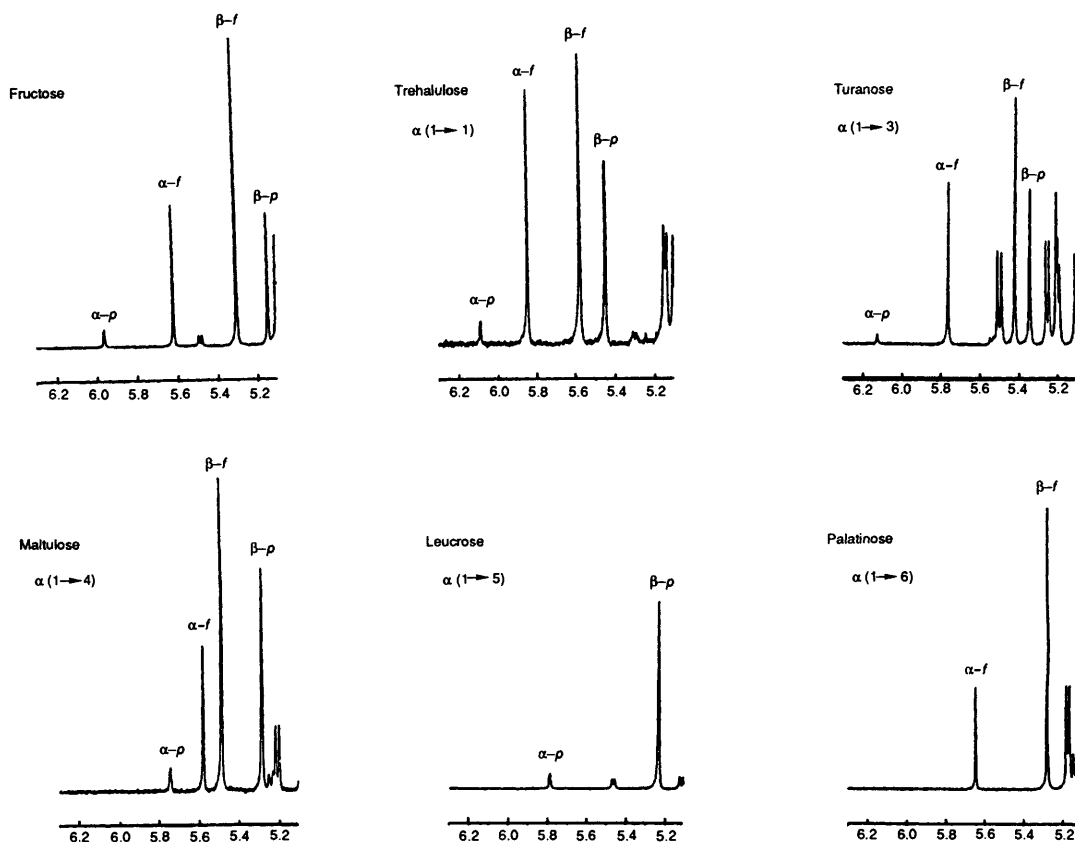 Fructose
α–p
α–f
β–f
β–p
6.2 6.0 5.8 5.6 5.4 5.2
Trehalulose
α (1→ 1)
α–p
α–f
β–f
β–p
6.2 6.0 5.8 5.6 5.4 5.2
Turanose
α (1→ 3)
α–p
α–f
β–f
β–p
6.2 6.0 5.8 5.6 5.4 5.2
Maltulose
α (1→ 4)
α–p
α–f
β–f
β–p
6.2 6.0 5.8 5.6 5.4 5.2
Leucrose
α (1→ 5)
α–p
β–p
6.2 6.0 5.8 5.6 5.4 5.2
Palatinose
α (1→ 6)
α–f
β–f
6.2 6.0 5.8 5.6 5.4 5.2